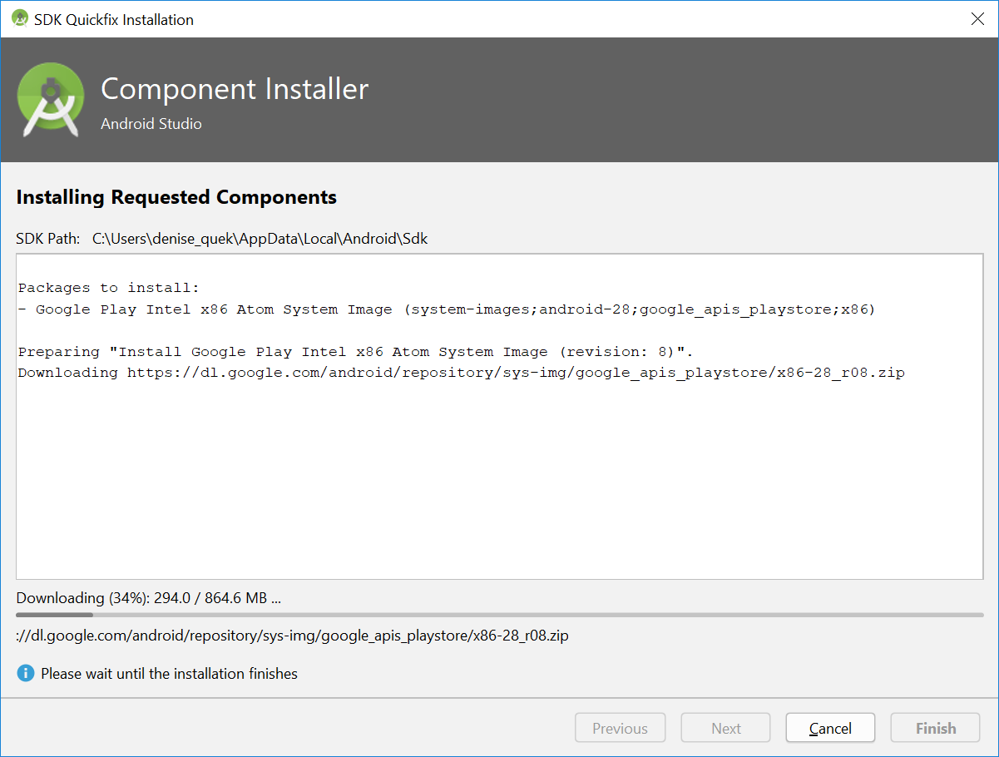 SDK Quickfix Installation
Component Installer
Android Studio
Installing Requested Components
SDK Path: C:\Users\denise_quek\AppData\Local\Android\Sdk
Packages to install:
- Google Play Intel x86 Atom System Image (system-images;android-28;google_apis_playstore;x86)
Preparing "Install Google Play Intel x86 Atom System Image (revision: 8)".
Downloading https://dl.google.com/android/repository/sys-img/google_apis_playstore/x86-28_r08.zip
Downloading (34%): 294.0 / 864.6 MB ...
://dl.google.com/android/repository/sys-img/google_apis_playstore/x86-28_r08.zip
Please wait until the installation finishes
Previous Next Cancel Finish